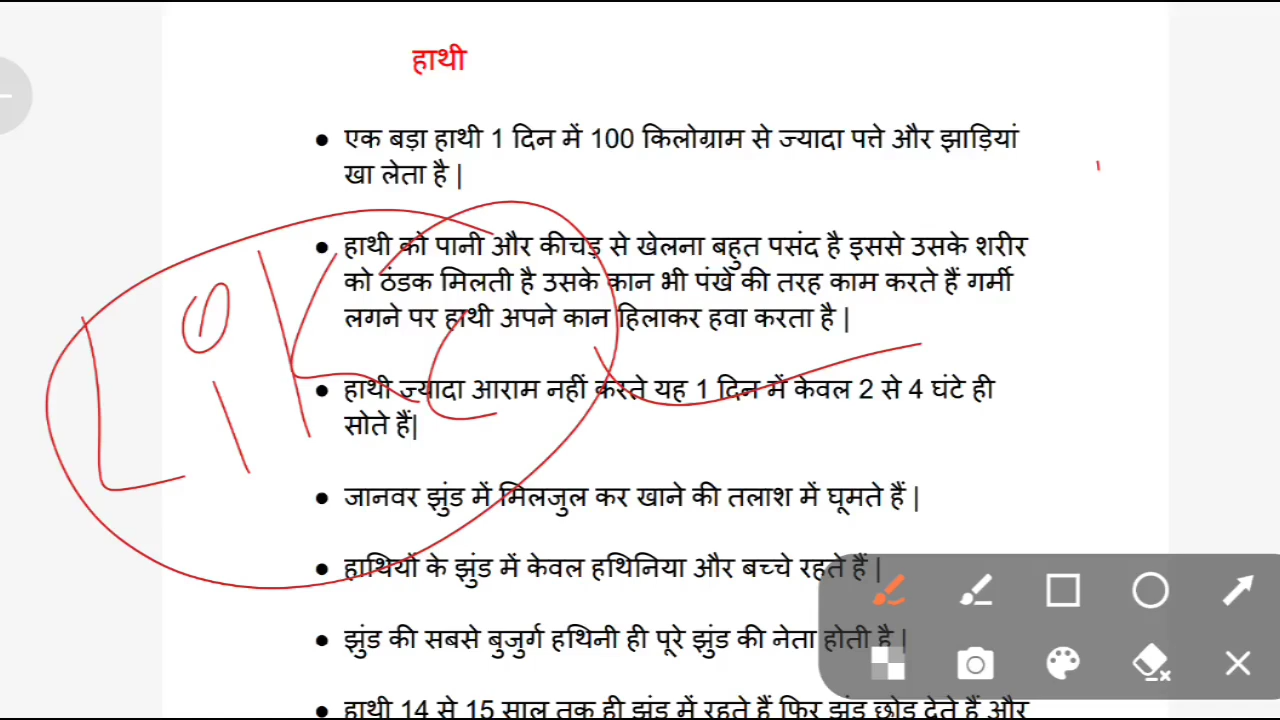 हाथी
● एक बड़ा हाथी 1 दिन में 100 किलोग्राम से ज्यादा पत्ते और झाड़ियां
खा लेता है |
● हाथी को पानी और कीचड़ से खेलना बहुत पसंद है इससे उसके शरीर
को ठंडक मिलती है उसके कान भी पंखे की तरह काम करते हैं गर्मी
लगने पर हाथी अपने कान हिलाकर हवा करता है |
● हाथी ज्यादा आराम नहीं करते यह 1 दिन में केवल 2 से 4 घंटे ही
सोते हैं|
● जानवर झुंड में मिलजुल कर खाने की तलाश में घूमते हैं |
● हाथियों के झुंड में केवल हथिनिया और बच्चे रहते हैं |
● झुंड की सबसे बुजुर्ग हथिनी ही पूरे झुंड की नेता होती है |
● हाथी 14 से 15 साल तक ही झुंड में रहते हैं फिर झुंड छोड़ देते हैं और
Like